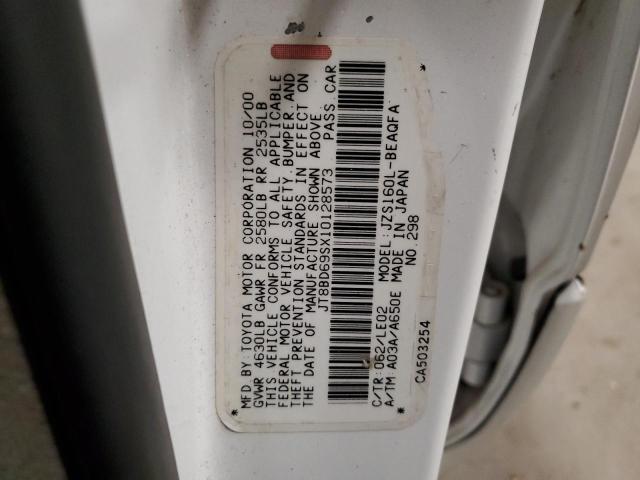 MFD. BY: TOYOTA MOTOR CORPORATION 10/00
GVWR 4630LB GAWR FR 2580LB RR 2535LB
THIS VEHICLE CONFORMS TO ALL APPLICABLE
FEDERAL MOTOR VEHICLE SAFETY, BUMPER, AND
THEFT PREVENTION STANDARDS IN EFFECT ON
THE DATE OF MANUFACTURE SHOWN ABOVE.
JT8BD69SX10128573 PASS. CAR
C/TR: 062/LE02 MODEL: JZS160L-BEAQFA
A/TM A03A/A650E MADE IN JAPAN
NO. 298
CA503254